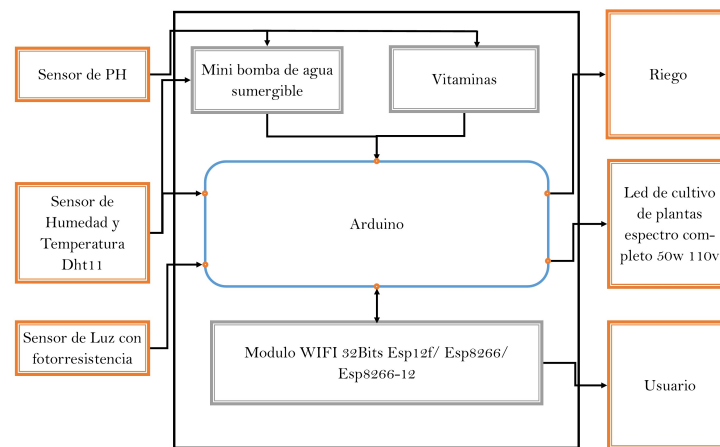 Sensor de PH
Mini bomba de agua
sumergible
Vitaminas
Riego
Sensor de
Humedad y
Temperatura
Dht11
Arduino
Led de cultivo
de plantas
espectro com-
pleto 50w 110v
Sensor de Luz con
fotorresistencia
Modulo WIFI 32Bits Esp12f/ Esp8266/
Esp8266-12
Usuario